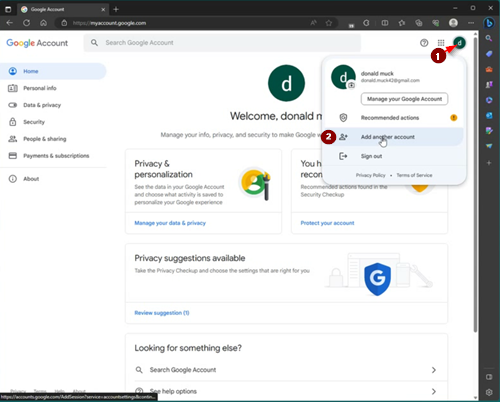 Google Account
https://myaccount.google.com
Google Account
Search Google Account
d
1
Home
Personal info
Data & privacy
Security
People & sharing
Payments & subscriptions
About
d
donald muck
donald.muck42@gmail.com
Manage your Google Account
Recommended actions
2
Add another account
Sign out
Privacy Policy • Terms of Service
d
Welcome, donald m
Manage your info, privacy, and security to make Google
Privacy &
personalization
See the data in your Google Account
and choose what activity is saved to
personalize your Google experience
Manage your data & privacy
You h
recom
Recommended actions found in the
Security Checkup
Protect your account
Privacy suggestions available
Take the Privacy Checkup and choose the settings that are right for you
Review suggestion (1)
Looking for something else?
Search Google Account
See help options
Privacy Terms Help About
https://accounts.google.com/AddSession?service=accountsettings&contin...